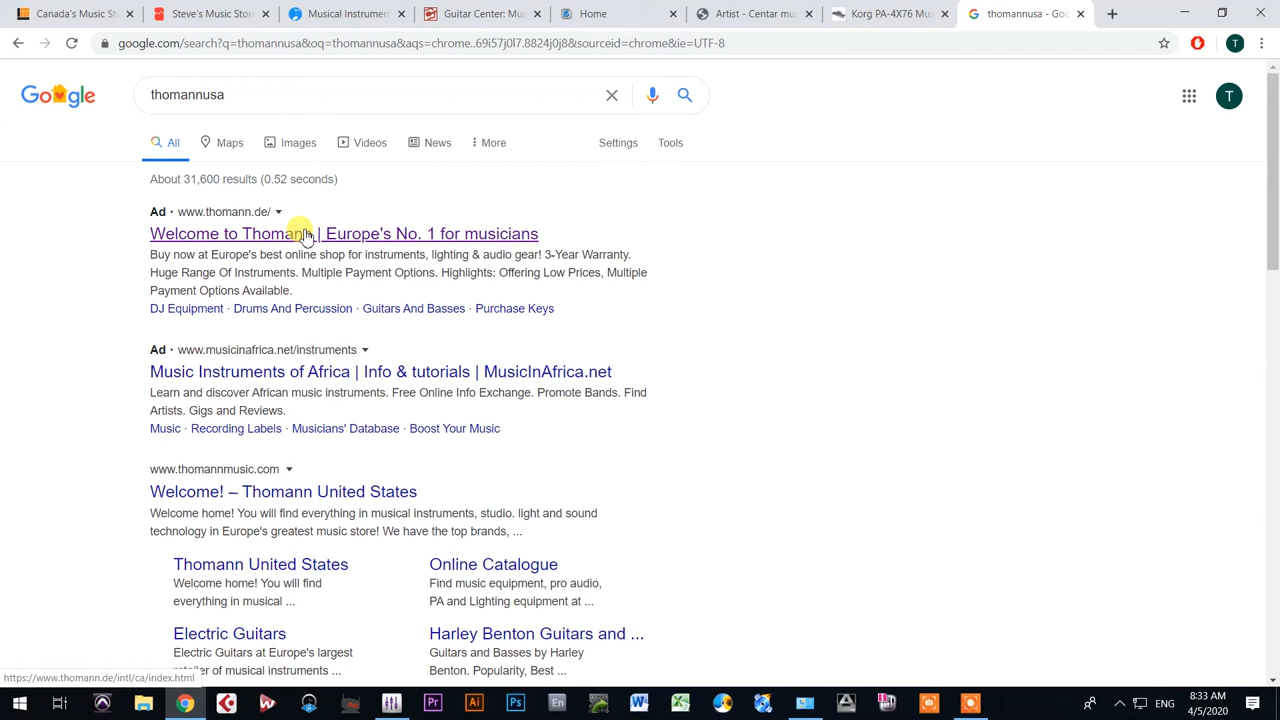 Canada's Music Sto
Steve's Music Store
Musical Instrument
Guitar Center: Mus
Home
Artist - Centar mu
Korg PA-4X76 Mus
thomannusa - Goo
google.com/search?q=thomannusa&oq=thomannusa&aqs=chrome..69i57j0l7.8824j0j8&sourceid=chrome&ie=UTF-8
T
Google
thomannusa
T
All
Maps
Images
Videos
News
More
Settings
Tools
About 31,600 results (0.52 seconds)
Ad · www.thomann.de/
Welcome to Thomann | Europe's No. 1 for musicians
Buy now at Europe's best online shop for instruments, lighting & audio gear! 3-Year Warranty.
Huge Range Of Instruments. Multiple Payment Options. Highlights: Offering Low Prices, Multiple
Payment Options Available.
DJ Equipment · Drums And Percussion · Guitars And Basses · Purchase Keys
Ad · www.musicinafrica.net/instruments
Music Instruments of Africa | Info & tutorials | MusicInAfrica.net
Learn and discover African music instruments. Free Online Info Exchange. Promote Bands. Find
Artists. Gigs and Reviews.
Music · Recording Labels · Musicians' Database · Boost Your Music
www.thomannmusic.com
Welcome! – Thomann United States
Welcome home! You will find everything in musical instruments, studio. light and sound
technology in Europe's greatest music store! We have the top brands, ...
Thomann United States
Welcome home! You will find
everything in musical ...
Online Catalogue
Find music equipment, pro audio,
PA and Lighting equipment at ...
Electric Guitars
Electric Guitars at Europe's largest
retailer of musical instruments ...
Harley Benton Guitars and ...
Guitars and Basses by Harley
Benton. Popularity, Best ...
https://www.thomann.de/intl/ca/index.html
Pr
Ai
Ps
En
ENG
8:33 AM
4/5/2020